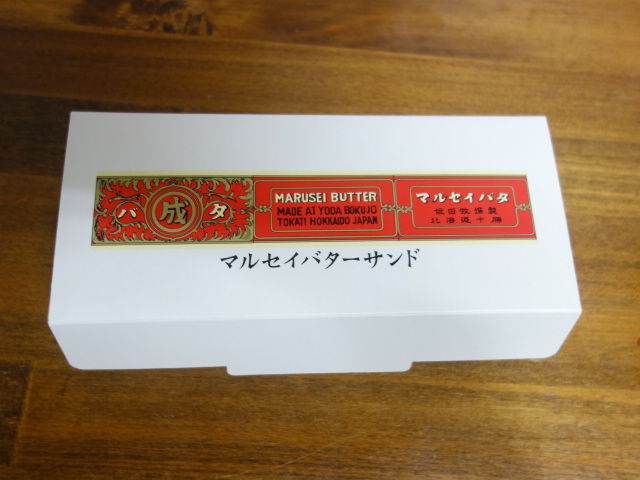 バ 成 タ
MARUSEI BUTTER
MADE AT YODA BOKUJO
TOKATI HOKKAIDO JAPAN
マルセイバタ
依田牧場製
北海道十勝
マルセイバターサンド